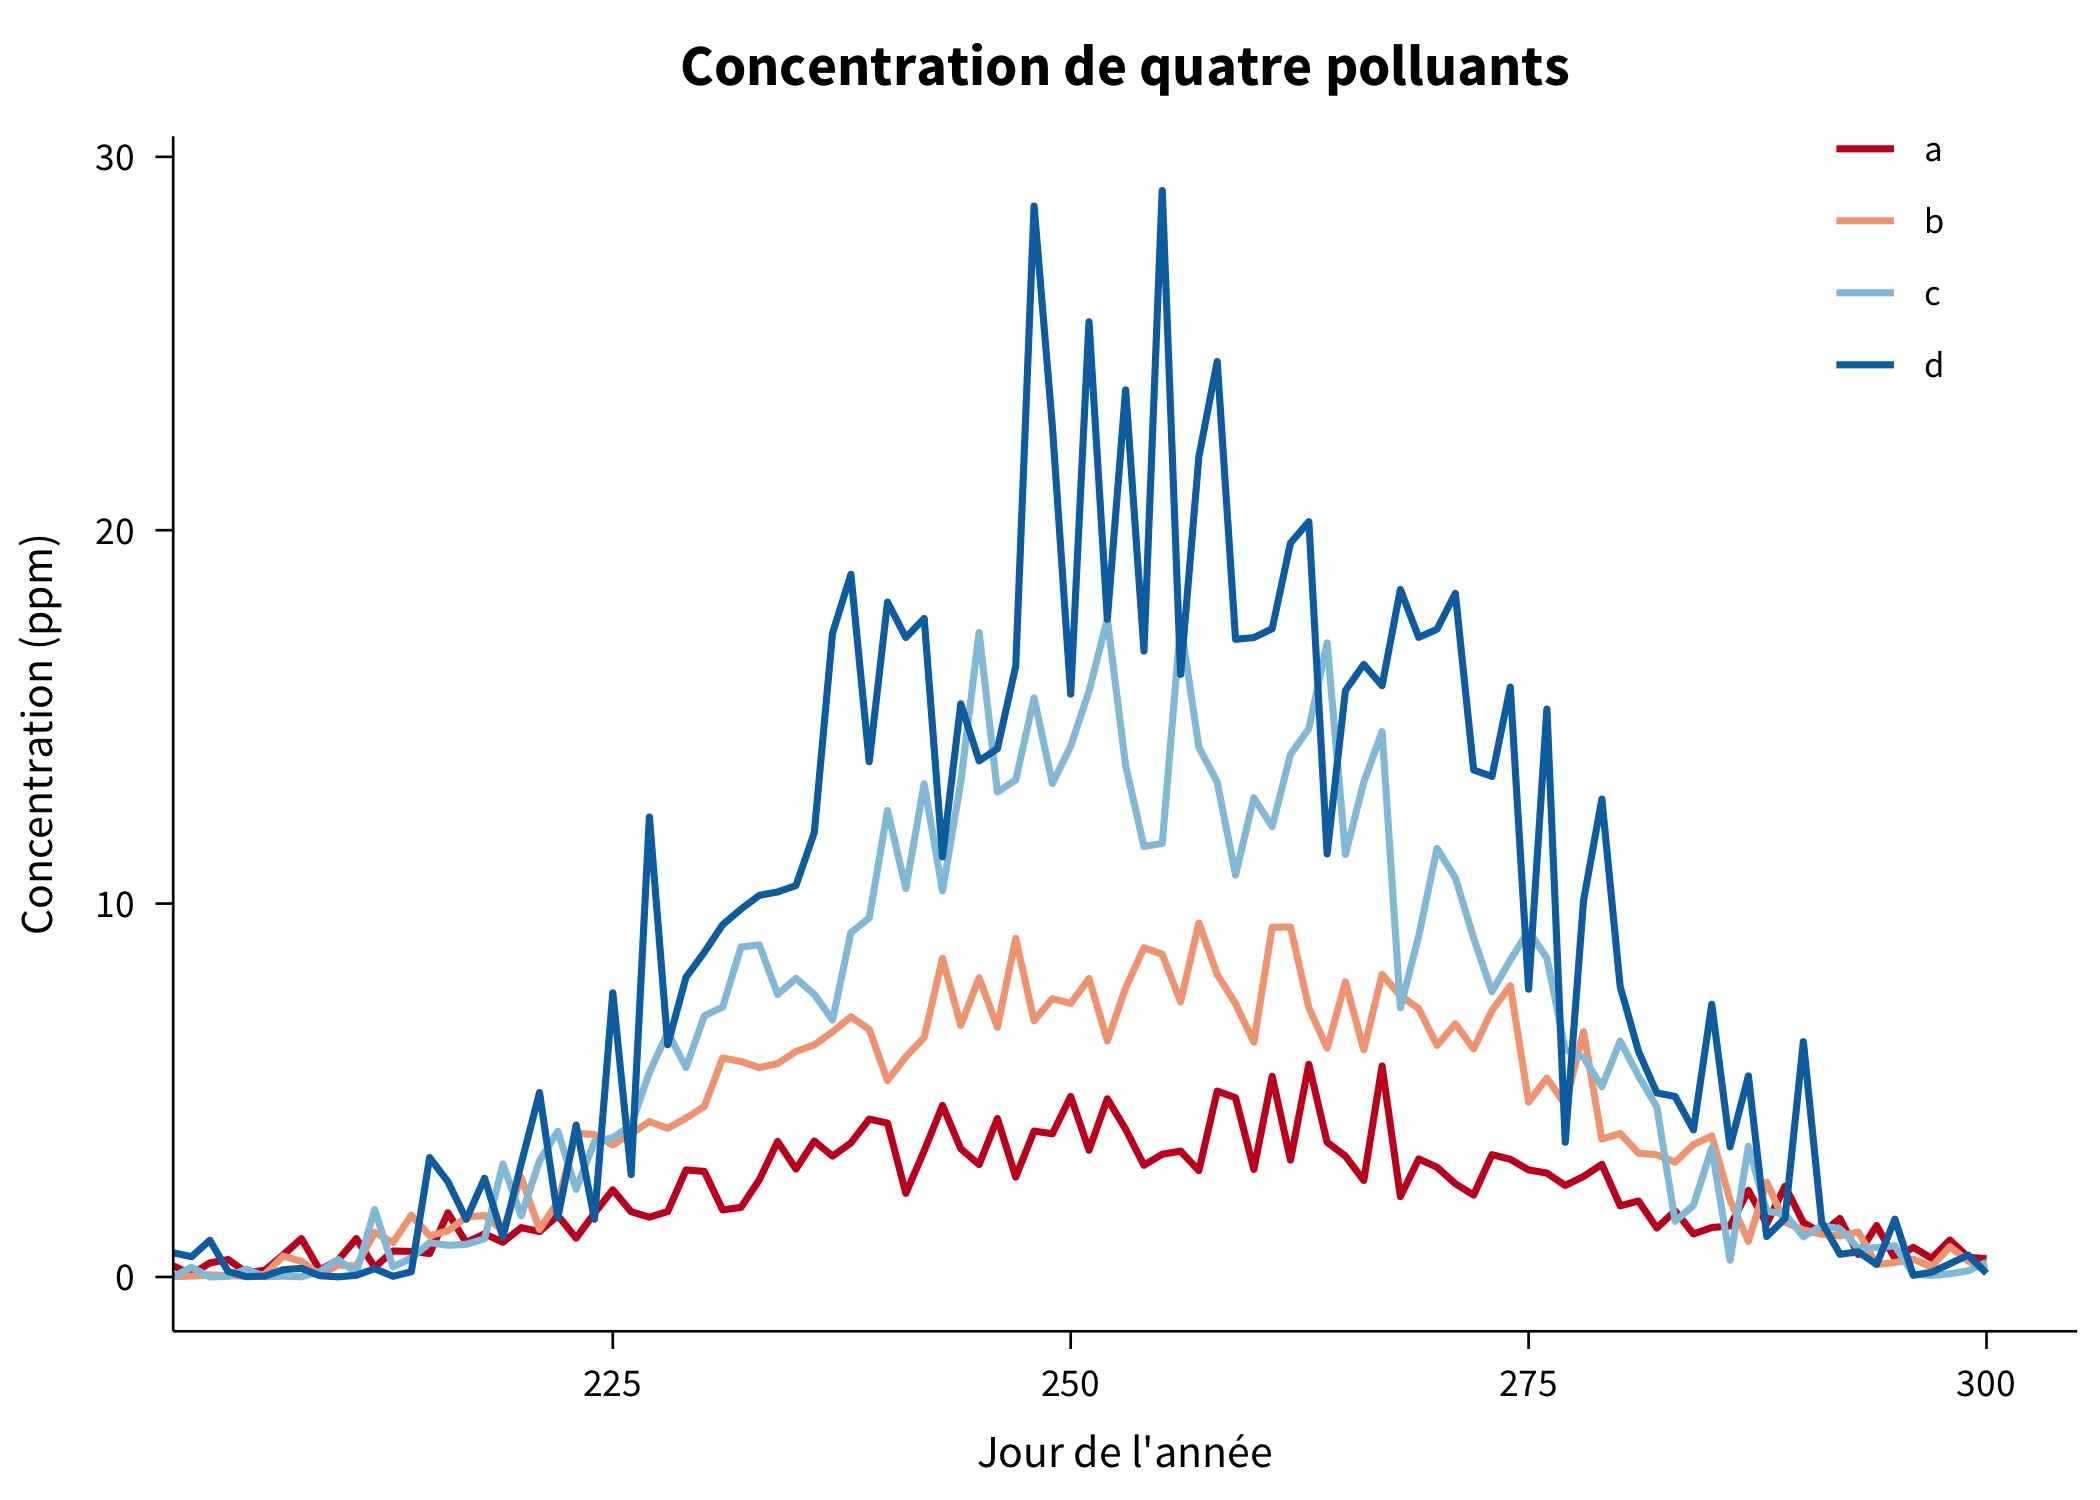 Concentration de quatre polluants
30
20
10
0
Concentration (ppm)
225
250
275
300
Jour de l'année
a
b
c
d